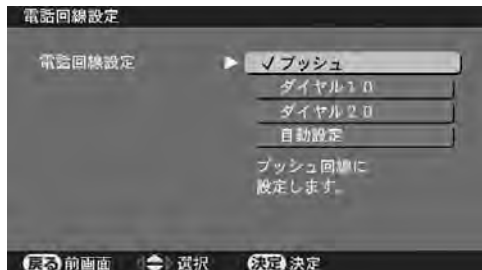 電話回線設定
電話回線設定 ▶ ✓プッシュ
ダイヤル10
ダイヤル20
自動設定
プッシュ回線に
設定します。
戻る 前画面 選択 決定 決定